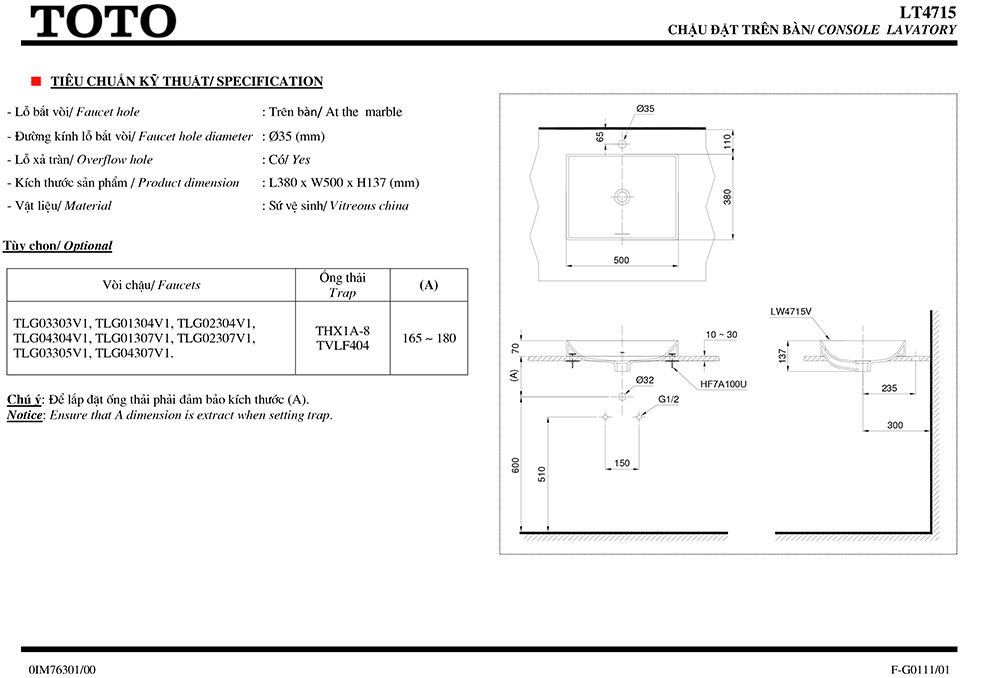 TOTO
LT4715
CHẬU ĐẶT TRÊN BÀN/ CONSOLE LAVATORY
TIÊU CHUẨN KỸ THUẬT/ SPECIFICATION
- Lỗ bắt vòi/ Faucet hole : Trên bàn/ At the marble
- Đường kính lỗ bắt vòi/ Faucet hole diameter : Ø35 (mm)
- Lỗ xả tràn/ Overflow hole : Có/ Yes
- Kích thước sản phẩm / Product dimension : L380 x W500 x H137 (mm)
- Vật liệu/ Material : Sứ vệ sinh/ Vitreous china
Tùy chọn/ Optional
Vòi chậu/ Faucets
Ống thải
Trap
(A)
TLG03303V1, TLG01304V1, TLG02304V1,
TLG04304V1, TLG01307V1, TLG02307V1,
TLG03305V1, TLG04307V1.
THX1A-8
TVLF404
165 ~ 180
Chú ý: Để lắp đặt ống thải phải đảm bảo kích thước (A).
Notice: Ensure that A dimension is extract when setting trap.
Ø35
65
110
380
500
LW4715V
10 ~ 30
70
137
(A)
Ø32
HF7A100U
235
G1/2
300
150
600
510
0IM76301/00
F-G0111/01